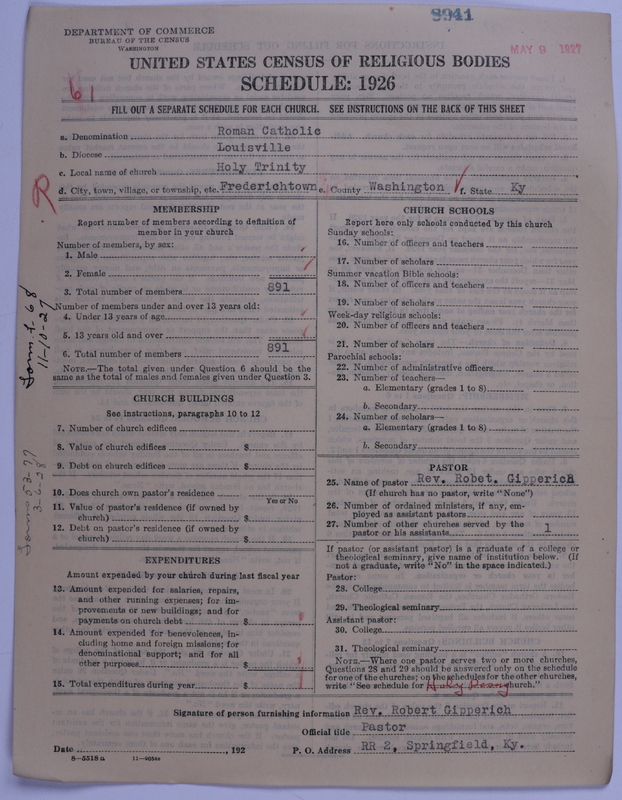 8941
DEPARTMENT OF COMMERCE
BUREAU OF THE CENSUS
WASHINGTON
MAY 9 1927
UNITED STATES CENSUS OF RELIGIOUS BODIES
SCHEDULE: 1926
61
FILL OUT A SEPARATE SCHEDULE FOR EACH CHURCH. SEE INSTRUCTIONS ON THE BACK OF THIS SHEET
a. Denomination Roman Catholic
b. Diocese Louisville
c. Local name of church Holy Trinity
d. City, town, village, or township, etc. Frederichtown e. County Washington f. State Ky
R
MEMBERSHIP
Report number of members according to definition of
member in your church
Number of members, by sex:
1. Male
2. Female
3. Total number of members 891
Number of members under and over 13 years old:
4. Under 13 years of age
5. 13 years old and over
6. Total number of members 891
NOTE.—The total given under Question 6 should be the
same as the total of males and females given under Question 3.
11-10-27
3-6-28
CHURCH BUILDINGS
See instructions, paragraphs 10 to 12
7. Number of church edifices
8. Value of church edifices $
9. Debt on church edifices $
10. Does church own pastor's residence
Yes or No
11. Value of pastor's residence (if owned by
church) $
12. Debt on pastor's residence (if owned by
church) $
EXPENDITURES
Amount expended by your church during last fiscal year
13. Amount expended for salaries, repairs,
and other running expenses; for im-
provements or new buildings; and for
payments on church debt $
14. Amount expended for benevolences, in-
cluding home and foreign missions; for
denominational support; and for all
other purposes $
15. Total expenditures during year $
CHURCH SCHOOLS
Report here only schools conducted by this church
Sunday schools:
16. Number of officers and teachers
17. Number of scholars
Summer vacation Bible schools:
18. Number of officers and teachers
19. Number of scholars
Week-day religious schools:
20. Number of officers and teachers
21. Number of scholars
Parochial schools:
22. Number of administrative officers
23. Number of teachers—
a. Elementary (grades 1 to 8)
b. Secondary
24. Number of scholars—
a. Elementary (grades 1 to 8)
b. Secondary
PASTOR
25. Name of pastor Rev. Robet. Gipperich
(If church has no pastor, write "None")
26. Number of ordained ministers, if any, em-
ployed as assistant pastors
27. Number of other churches served by the
pastor or his assistants 1
If pastor (or assistant pastor) is a graduate of a college or
theological seminary, give name of institution below. (If
not a graduate, write "No" in the space indicated.)
Pastor:
28. College
29. Theological seminary
Assistant pastor:
30. College
31. Theological seminary
NOTE.—Where one pastor serves two or more churches,
Questions 28 and 29 should be answered only on the schedule
for one of the churches; on the schedules for the other churches,
write "See schedule for Holy Rosary church."
Signature of person furnishing information Rev. Robert Gipperich
Official title Pastor
Date , 192 P. O. Address RR 2, Springfield, Ky.
8—5518 a 11—9684a